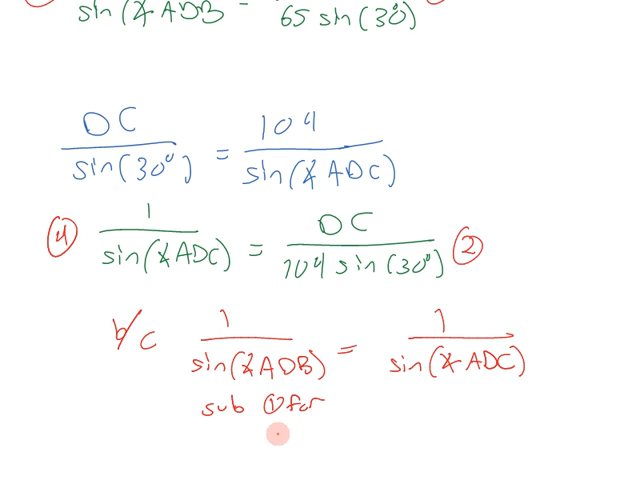 sin(∡ADB = 65 sin(30°)
DC / sin(30°) = 104 / sin(∡ADC)
④ 1 / sin(∡ADC) = DC / 104 sin(30°) ②
b/c 1 / sin(∡ADB) = 1 / sin(∡ADC)
sub ① for